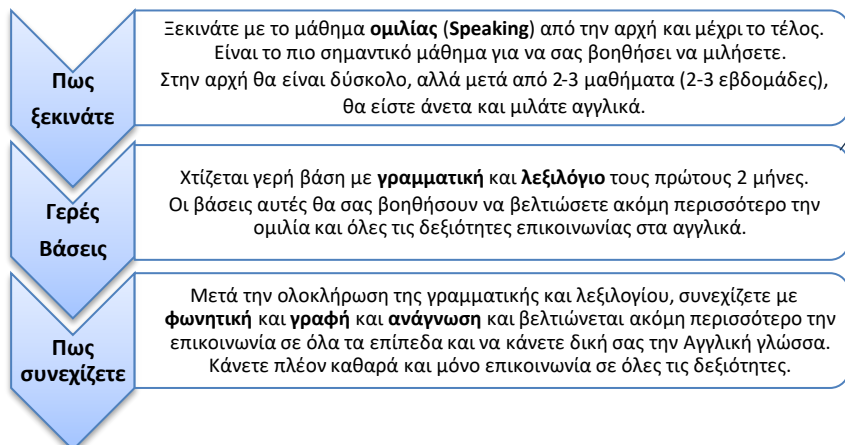 Πως
ξεκινάτε
Ξεκινάτε με το μάθημα ομιλίας (Speaking) από την αρχή και μέχρι το τέλος.
Είναι το πιο σημαντικό μάθημα για να σας βοηθήσει να μιλήσετε.
Στην αρχή θα είναι δύσκολο, αλλά μετά από 2-3 μαθήματα (2-3 εβδομάδες),
θα είστε άνετα και μιλάτε αγγλικά.
Γερές
Βάσεις
Χτίζεται γερή βάση με γραμματική και λεξιλόγιο τους πρώτους 2 μήνες.
Οι βάσεις αυτές θα σας βοηθήσουν να βελτιώσετε ακόμη περισσότερο την
ομιλία και όλες τις δεξιότητες επικοινωνίας στα αγγλικά.
Πως
συνεχίζετε
Μετά την ολοκλήρωση της γραμματικής και λεξιλογίου, συνεχίζετε με
φωνητική και γραφή και ανάγνωση και βελτιώνεται ακόμη περισσότερο την
επικοινωνία σε όλα τα επίπεδα και να κάνετε δική σας την Αγγλική γλώσσα.
Κάνετε πλέον καθαρά και μόνο επικοινωνία σε όλες τις δεξιότητες.